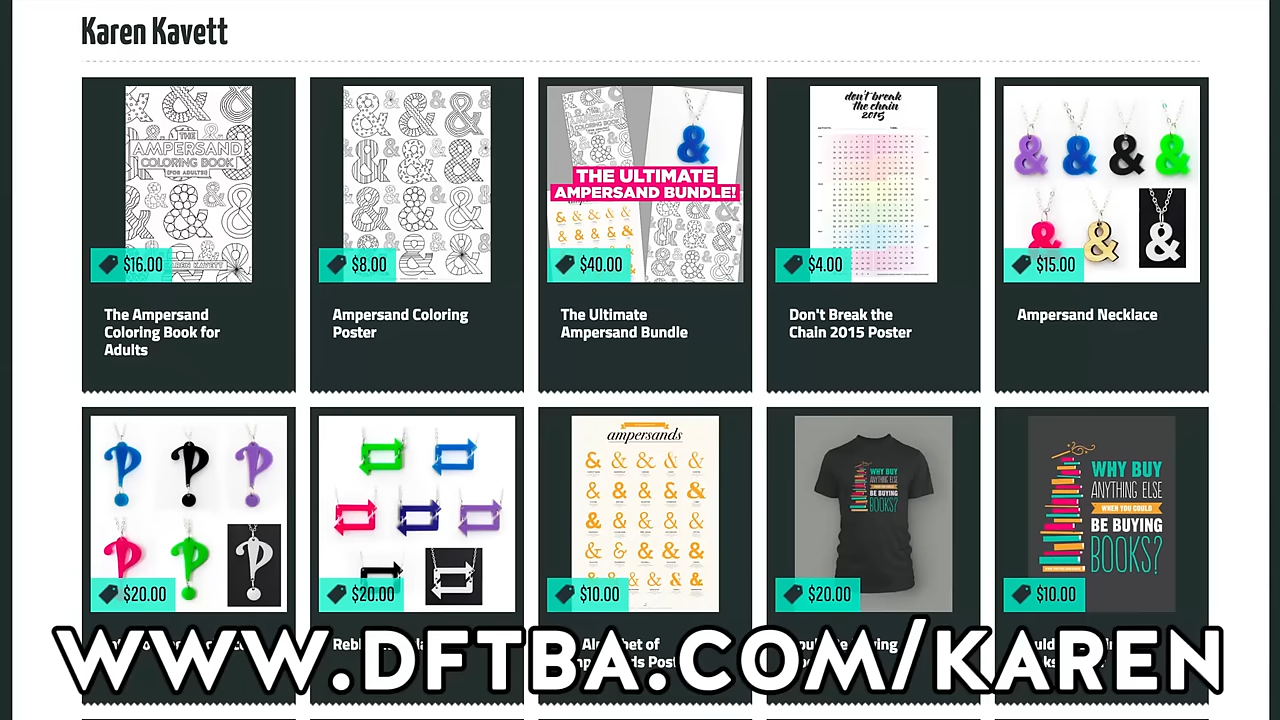 Karen Kavett
THE
AMPERSAND
COLORING BOOK
(FOR ADULTS!)
KAREN KAVETT
$16.00
The Ampersand
Coloring Book for
Adults
$8.00
Ampersand Coloring
Poster
THE ULTIMATE
AMPERSAND BUNDLE!
$40.00
The Ultimate
Ampersand Bundle
don't break
the chain
2015
$4.00
Don't Break the
Chain 2015 Poster
$15.00
Ampersand Necklace
$20.00
$20.00
ampersands
$10.00
WHY BUY
ANYTHING ELSE
WHEN YOU COULD
BE BUYING
BOOKS?
$20.00
WHY BUY
ANYTHING ELSE
WHEN YOU COULD
BE BUYING
BOOKS?
$10.00
WWW.DFTBA.COM/KAREN